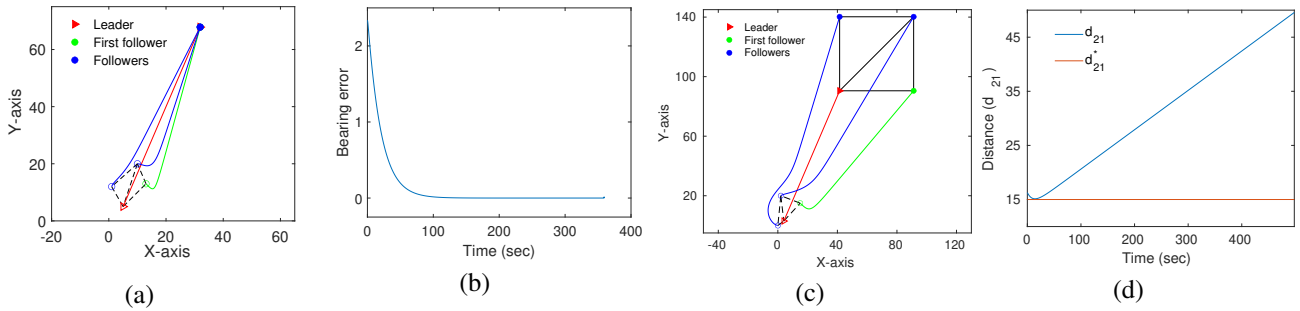 Leader
First follower
Followers
60
40
20
0
-20
0
20
40
60
X-axis
Y-axis
(a)
2
1
0
0
100
200
300
400
Time (sec)
Bearing error
(b)
Leader
First follower
Followers
140
100
60
20
-40
0
40
80
120
X-axis
Y-axis
(c)
d21
d*21
45
35
25
15
0
100
200
300
400
Time (sec)
Distance (d 21)
(d)